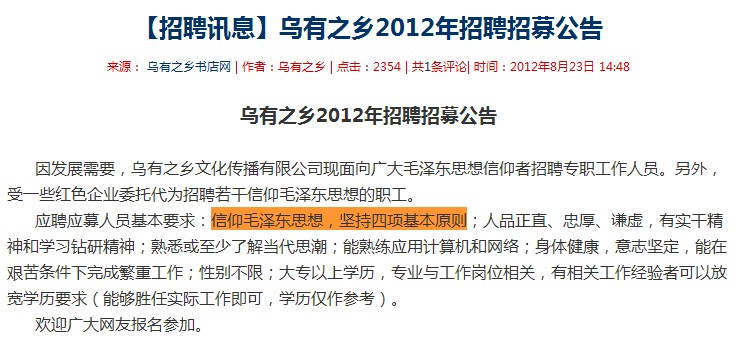 【招聘讯息】乌有之乡2012年招聘招募公告
来源： 乌有之乡书店网 | 作者：乌有之乡 | 点击：2354 | 共1条评论| 时间：2012年8月23日 14:48
乌有之乡2012年招聘招募公告
因发展需要，乌有之乡文化传播有限公司现面向广大毛泽东思想信仰者招聘专职工作人员。另外，
受一些红色企业委托代为招聘若干信仰毛泽东思想的职工。
应聘应募人员基本要求：信仰毛泽东思想，坚持四项基本原则；人品正直、忠厚、谦虚，有实干精
神和学习钻研精神；熟悉或至少了解当代思潮；能熟练应用计算机和网络；身体健康，意志坚定，能在
艰苦条件下完成繁重工作；性别不限；大专以上学历，专业与工作岗位相关，有相关工作经验者可以放
宽学历要求（能够胜任实际工作即可，学历仅作参考）。
欢迎广大网友报名参加。